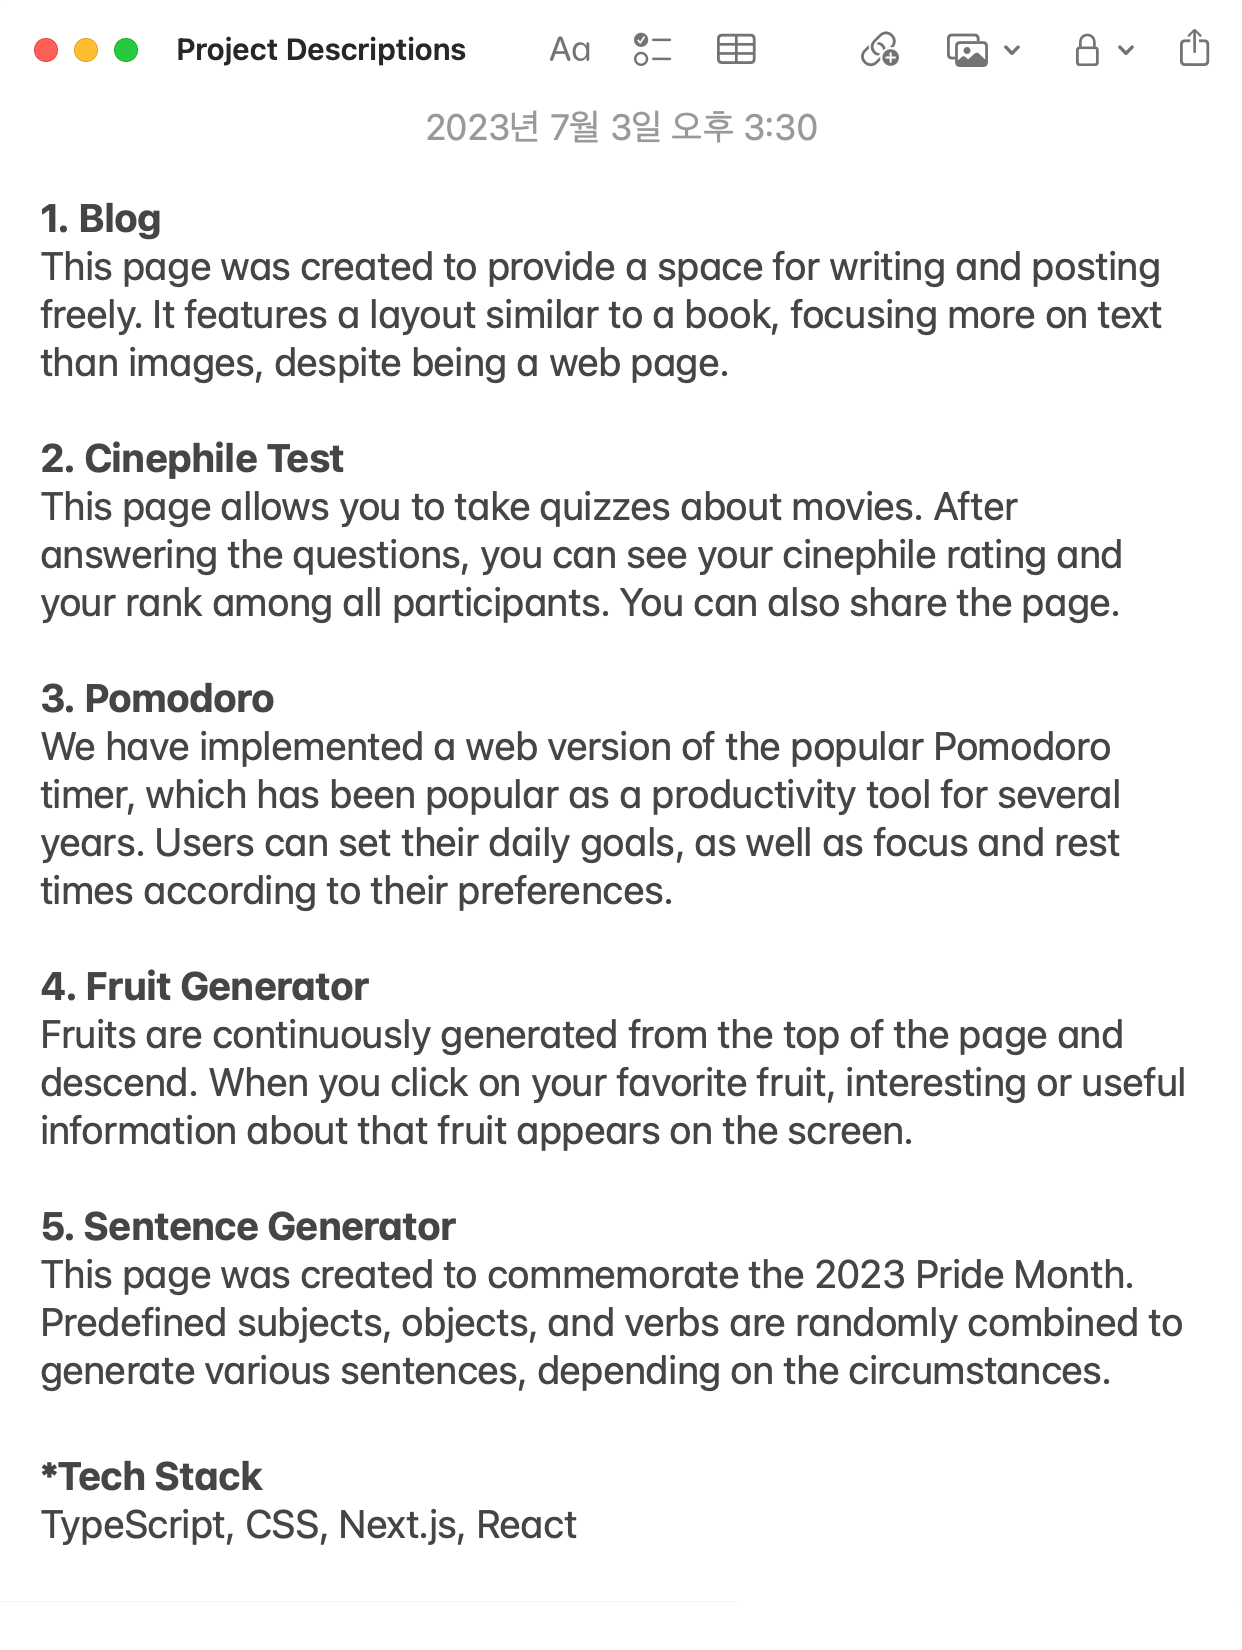 Project Descriptions Aa
2023년 7월 3일 오후 3:30
1. Blog
This page was created to provide a space for writing and posting
freely. It features a layout similar to a book, focusing more on text
than images, despite being a web page.
2. Cinephile Test
This page allows you to take quizzes about movies. After
answering the questions, you can see your cinephile rating and
your rank among all participants. You can also share the page.
3. Pomodoro
We have implemented a web version of the popular Pomodoro
timer, which has been popular as a productivity tool for several
years. Users can set their daily goals, as well as focus and rest
times according to their preferences.
4. Fruit Generator
Fruits are continuously generated from the top of the page and
descend. When you click on your favorite fruit, interesting or useful
information about that fruit appears on the screen.
5. Sentence Generator
This page was created to commemorate the 2023 Pride Month.
Predefined subjects, objects, and verbs are randomly combined to
generate various sentences, depending on the circumstances.
*Tech Stack
TypeScript, CSS, Next.js, React